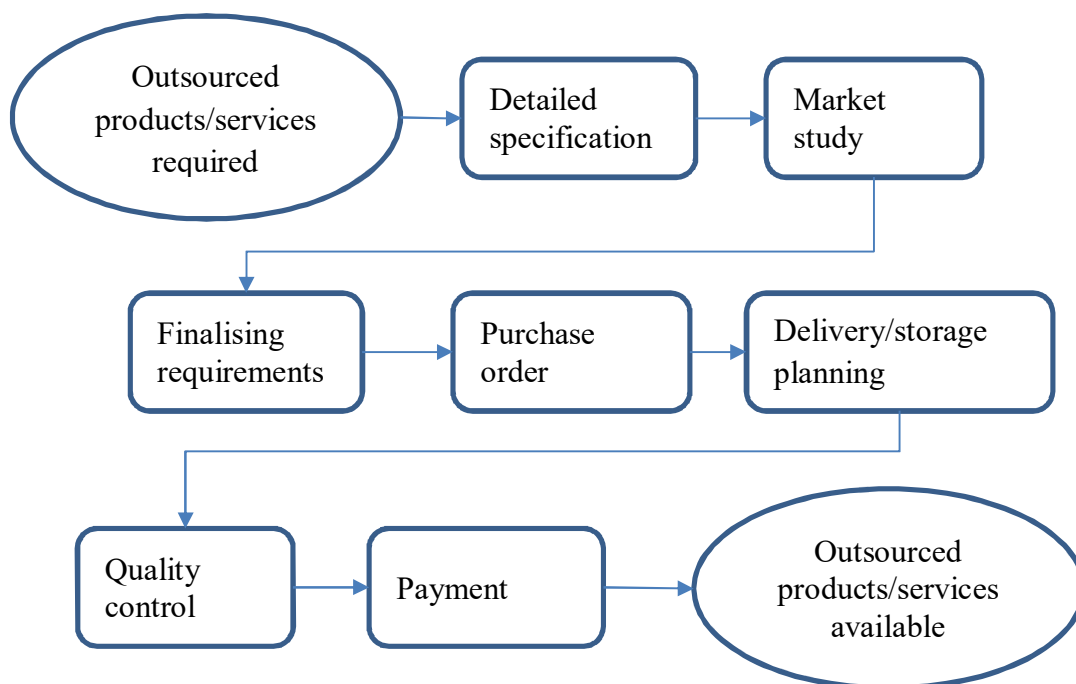 Outsourced
products/services
required
Detailed
specification
Market
study
Finalising
requirements
Purchase
order
Delivery/storage
planning
Quality
control
Payment
Outsourced
products/services
available